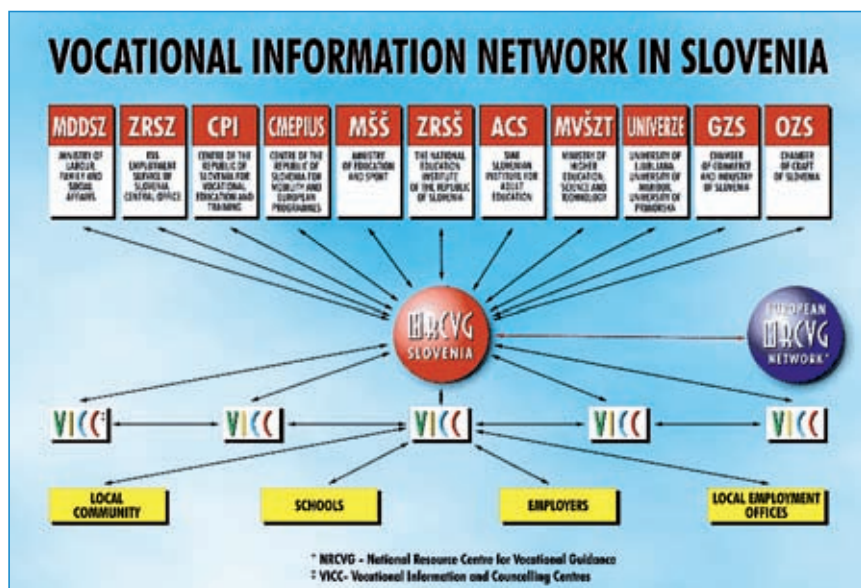 VOCATIONAL INFORMATION NETWORK IN SLOVENIA
MDDSZ
MINISTRY OF
LABOUR,
FAMILY AND
SOCIAL
AFFAIRS
ZRSZ
EMPLOYMENT
SERVICE OF
SLOVENIA
CENTRAL OFFICE
CPI
CENTRE OF THE
REPUBLIC OF
SLOVENIA FOR
VOCATIONAL
EDUCATION AND
TRAINING
CMEPIUS
CENTRE OF THE
REPUBLIC OF
SLOVENIA FOR
MOBILITY AND
EUROPEAN
PROGRAMMES
MŠŠ
MINISTRY
OF EDUCATION
AND SPORT
ZRSŠ
THE NATIONAL
EDUCATION
INSTITUTE
OF THE REPUBLIC
OF SLOVENIA
ACS
SLOVENIAN
INSTITUTE FOR
ADULT
EDUCATION
MVŠZT
MINISTRY OF
HIGHER
EDUCATION,
SCIENCE AND
TECHNOLOGY
UNIVERZE
UNIVERSITY OF
LJUBLJANA,
UNIVERSITY OF
MARIBOR,
UNIVERSITY OF
PRIMORSKA
GZS
CHAMBER OF
COMMERCE
AND INDUSTRY
OF SLOVENIA
OZS
CHAMBER
OF CRAFT
OF SLOVENIA
NRCVG
SLOVENIA
EUROPEAN
NRCVG
NETWORK*
VICC‡
VICC
VICC
VICC
VICC
LOCAL
COMMUNITY
SCHOOLS
EMPLOYERS
LOCAL EMPLOYMENT
OFFICES
* NRCVG - National Resource Centre for Vocational Guidance
‡ VICC- Vocational Information and Councelling Centres